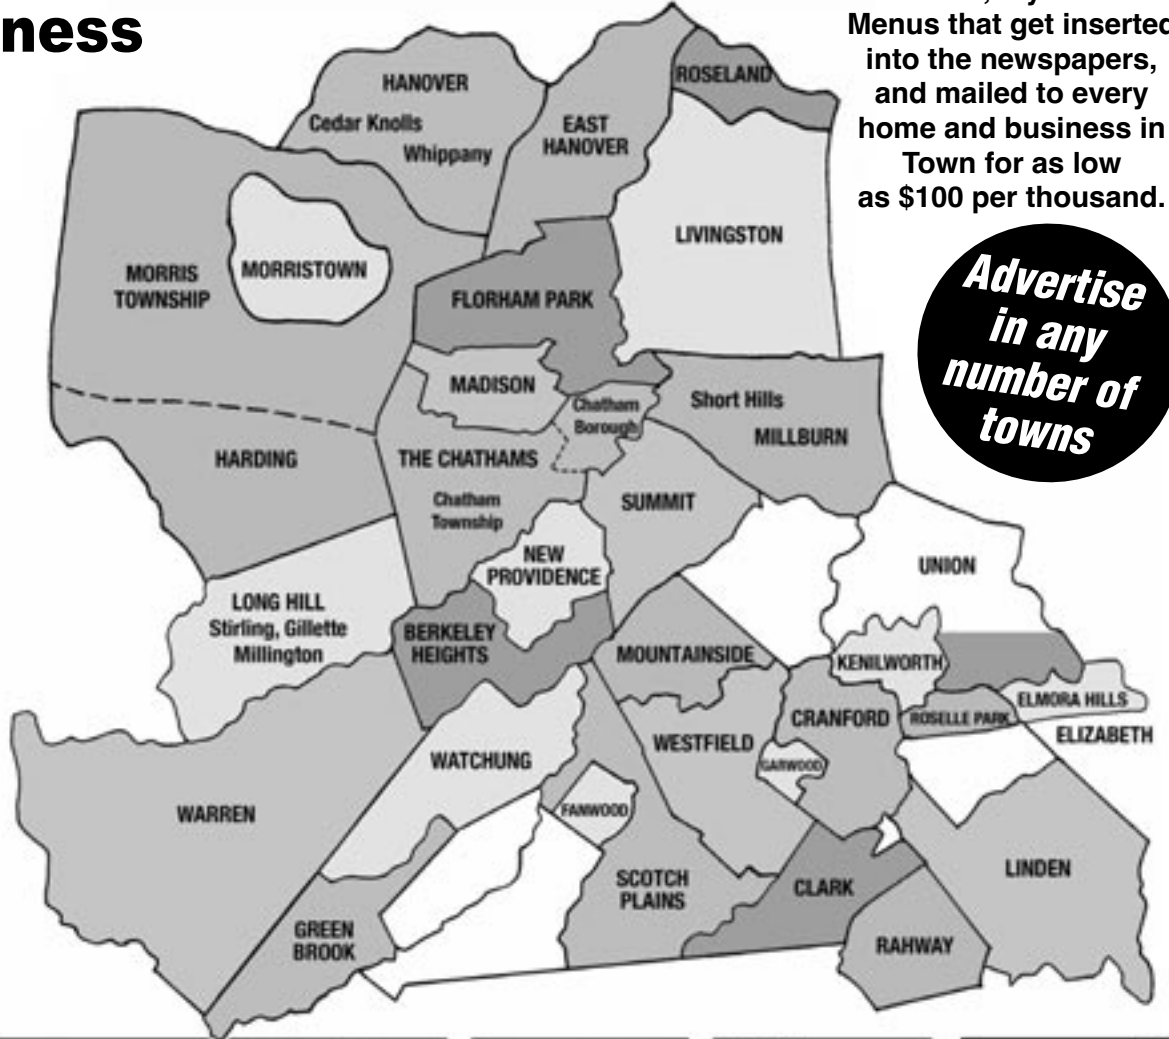 ness
Menus that get inserted
into the newspapers,
and mailed to every
home and business in
Town for as low
as $100 per thousand.
Advertise
in any
number of
towns
HANOVER
Cedar Knolls
Whippany
EAST
HANOVER
ROSELAND
LIVINGSTON
MORRIS
TOWNSHIP
MORRISTOWN
FLORHAM PARK
MADISON
Chatham
Borough
Short Hills
MILLBURN
HARDING
THE CHATHAMS
Chatham
Township
SUMMIT
NEW
PROVIDENCE
UNION
LONG HILL
Stirling, Gillette
Millington
BERKELEY
HEIGHTS
MOUNTAINSIDE
KENILWORTH
ELMORA HILLS
ROSELLE PARK
CRANFORD
ELIZABETH
WESTFIELD
GARWOOD
WATCHUNG
WARREN
FANWOOD
LINDEN
SCOTCH
PLAINS
CLARK
GREEN
BROOK
RAHWAY